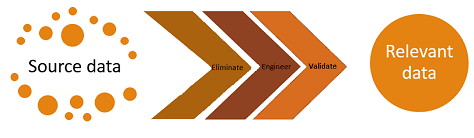 Source data
Eliminate
Engineer
Validate
Relevant
data